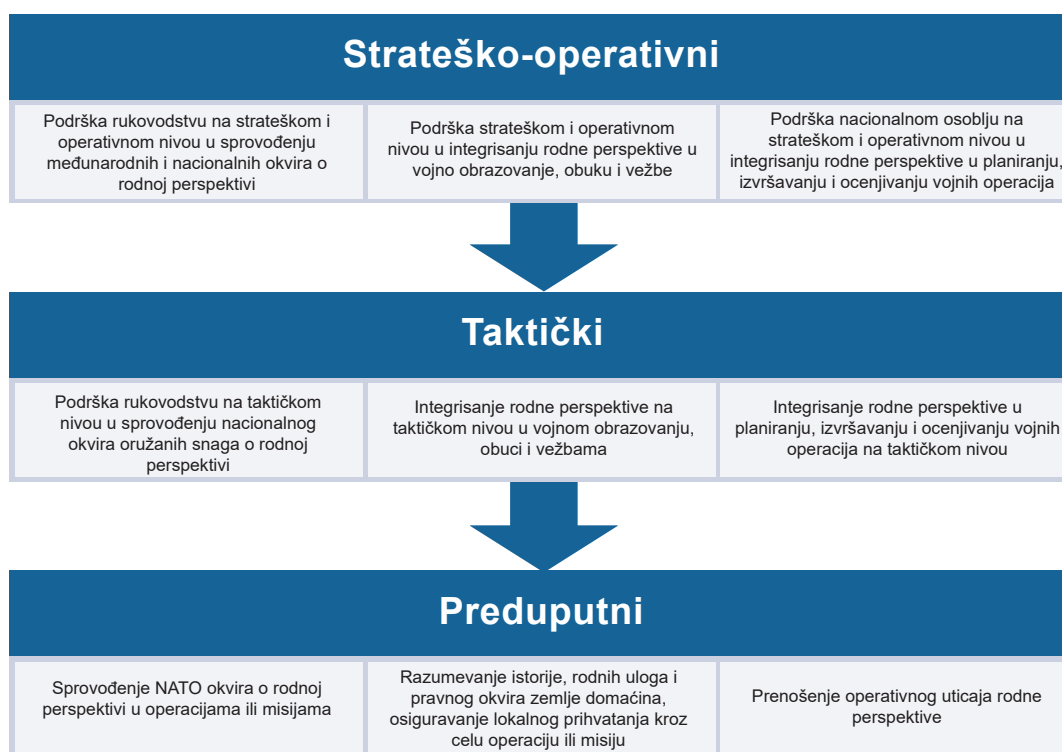 Strateško-operativni
Podrška rukovodstvu na strateškom i
operativnom nivou u sprovođenju
međunarodnih i nacionalnih okvira o
rodnoj perspektivi
Podrška strateškom i operativnom
nivou u integrisanju rodne perspektive u
vojno obrazovanje, obuku i vežbe
Podrška nacionalnom osoblju na
strateškom i operativnom nivou u
integrisanju rodne perspektive u planiranju,
izvršavanju i ocenjivanju vojnih operacija
Taktički
Podrška rukovodstvu na taktičkom
nivou u sprovođenju nacionalnog
okvira oružanih snaga o rodnoj
perspektivi
Integrisanje rodne perspektive na
taktičkom nivou u vojnom obrazovanju,
obuci i vežbama
Integrisanje rodne perspektive u
planiranju, izvršavanju i ocenjivanju vojnih
operacija na taktičkom nivou
Preduputni
Sprovođenje NATO okvira o rodnoj
perspektivi u operacijama ili misijama
Razumevanje istorije, rodnih uloga i
pravnog okvira zemlje domaćina,
osiguravanje lokalnog prihvatanja kroz
celu operaciju ili misiju
Prenošenje operativnog uticaja rodne
perspektive